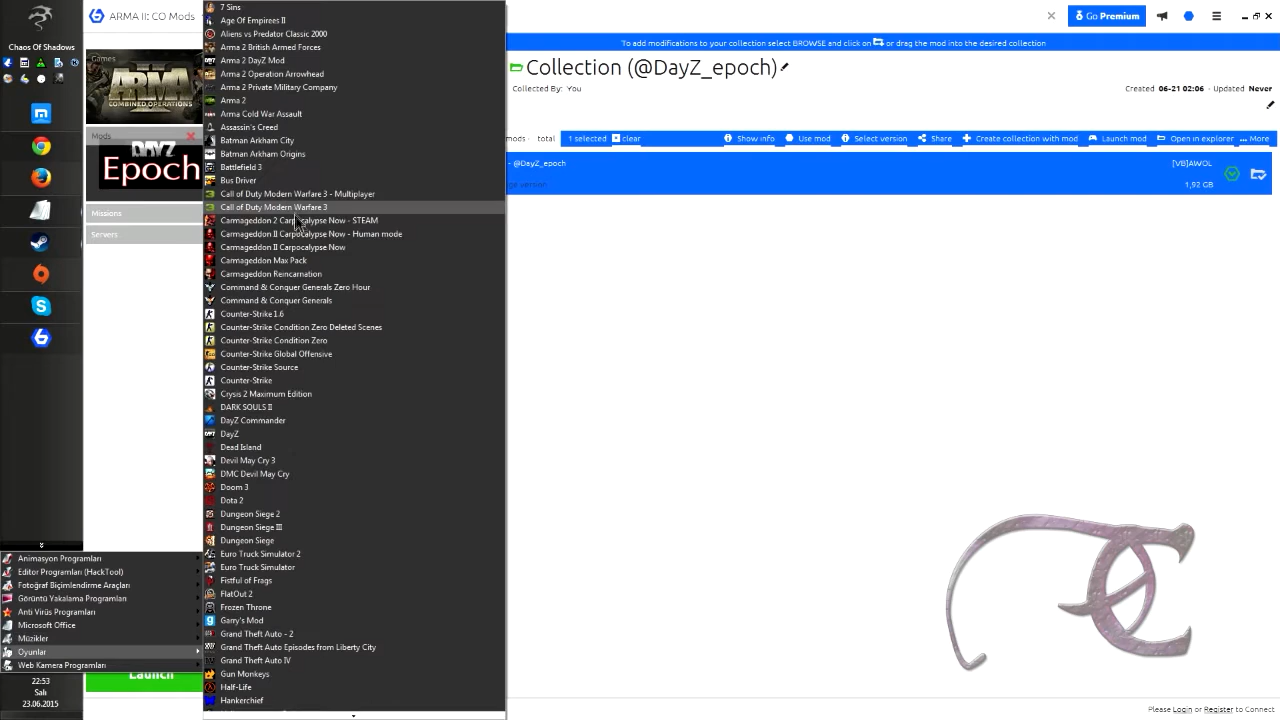 Chaos Of Shadows
ARMA II: CO Mods
Go Premium
To add modifications to your collection select BROWSE and click on or drag the mod into the desired collection
Games
ARMA II
COMBINED OPERATIONS
Mods
DAYZ
Epoch
Missions
Servers
Collection (@DayZ_epoch)
Collected By: You
Created 06-21 02:06 - Updated Never
mods - total
1 selected
clear
Show info
Use mod
Select version
Share
Create collection with mod
Launch mod
Open in explorer
... More
- @DayZ_epoch
[VB]AWOL
1,92 GB
7 Sins
Age Of Empirees II
Aliens vs Predator Classic 2000
Arma 2 British Armed Forces
Arma 2 DayZ Mod
Arma 2 Operation Arrowhead
Arma 2 Private Military Company
Arma 2
Arma Cold War Assault
Assassin's Creed
Batman Arkham City
Batman Arkham Origins
Battlefield 3
Bus Driver
Call of Duty Modern Warfare 3 - Multiplayer
Call of Duty Modern Warfare 3
Carmageddon 2 Carpocalypse Now - STEAM
Carmageddon II Carpocalypse Now - Human mode
Carmageddon II Carpocalypse Now
Carmageddon Max Pack
Carmageddon Reincarnation
Command & Conquer Generals Zero Hour
Command & Conquer Generals
Counter-Strike 1.6
Counter-Strike Condition Zero Deleted Scenes
Counter-Strike Condition Zero
Counter-Strike Global Offensive
Counter-Strike Source
Counter-Strike
Crysis 2 Maximum Edition
DARK SOULS II
DayZ Commander
DayZ
Dead Island
Devil May Cry 3
DMC Devil May Cry
Doom 3
Dota 2
Dungeon Siege 2
Dungeon Siege III
Dungeon Siege
Euro Truck Simulator 2
Euro Truck Simulator
Fistful of Frags
FlatOut 2
Frozen Throne
Garry's Mod
Grand Theft Auto - 2
Grand Theft Auto Episodes from Liberty City
Grand Theft Auto IV
Gun Monkeys
Half-Life
Hankerchief
Animasyon Programları
Editor Programları (HackTool)
Fotoğraf Biçimlendirme Araçları
Görüntü Yakalama Programları
Anti Virüs Programları
Microsoft Office
Müzikler
Oyunlar
Web Kamera Programları
Launch
22:53
Salı
23.06.2015
Please Login or Register to Connect